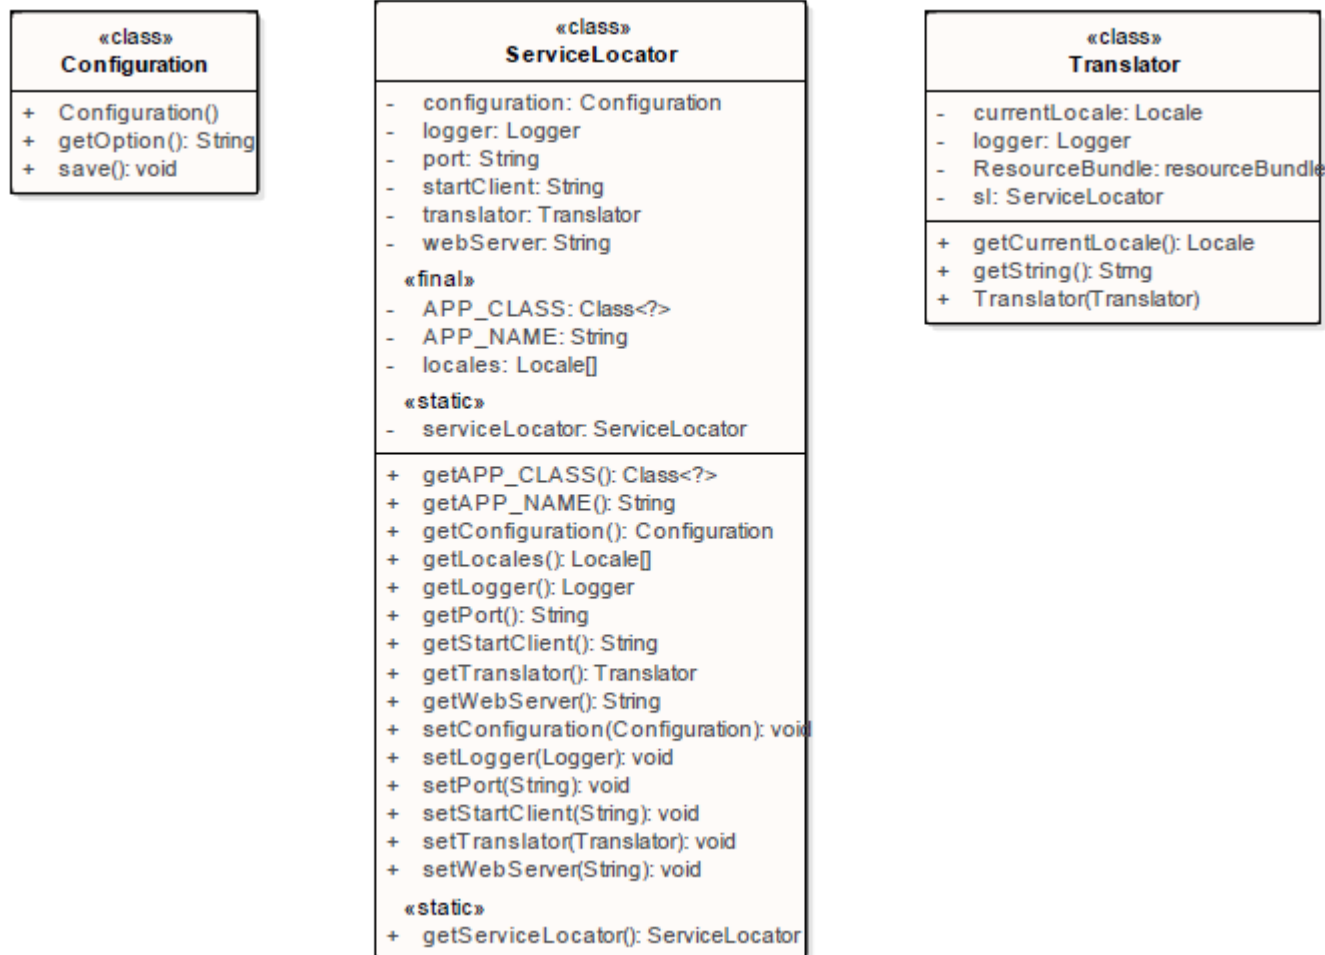 «class»
Configuration
+ Configuration()
+ getOption(): String
+ save(): void
«class»
ServiceLocator
- configuration: Configuration
- logger: Logger
- port: String
- startClient: String
- translator: Translator
- webServer: String
«final»
- APP_CLASS: Class<?>
- APP_NAME: String
- locales: Locale[]
«static»
- serviceLocator: ServiceLocator
+ getAPP_CLASS(): Class<?>
+ getAPP_NAME(): String
+ getConfiguration(): Configuration
+ getLocales(): Locale[]
+ getLogger(): Logger
+ getPort(): String
+ getStartClient(): String
+ getTranslator(): Translator
+ getWebServer(): String
+ setConfiguration(Configuration): void
+ setLogger(Logger): void
+ setPort(String): void
+ setStartClient(String): void
+ setTranslator(Translator): void
+ setWebServer(String): void
«static»
+ getServiceLocator(): ServiceLocator
«class»
Translator
- currentLocale: Locale
- logger: Logger
- ResourceBundle: resourceBundle
- sl: ServiceLocator
+ getCurrentLocale(): Locale
+ getString(): Strng
+ Translator(Translator)